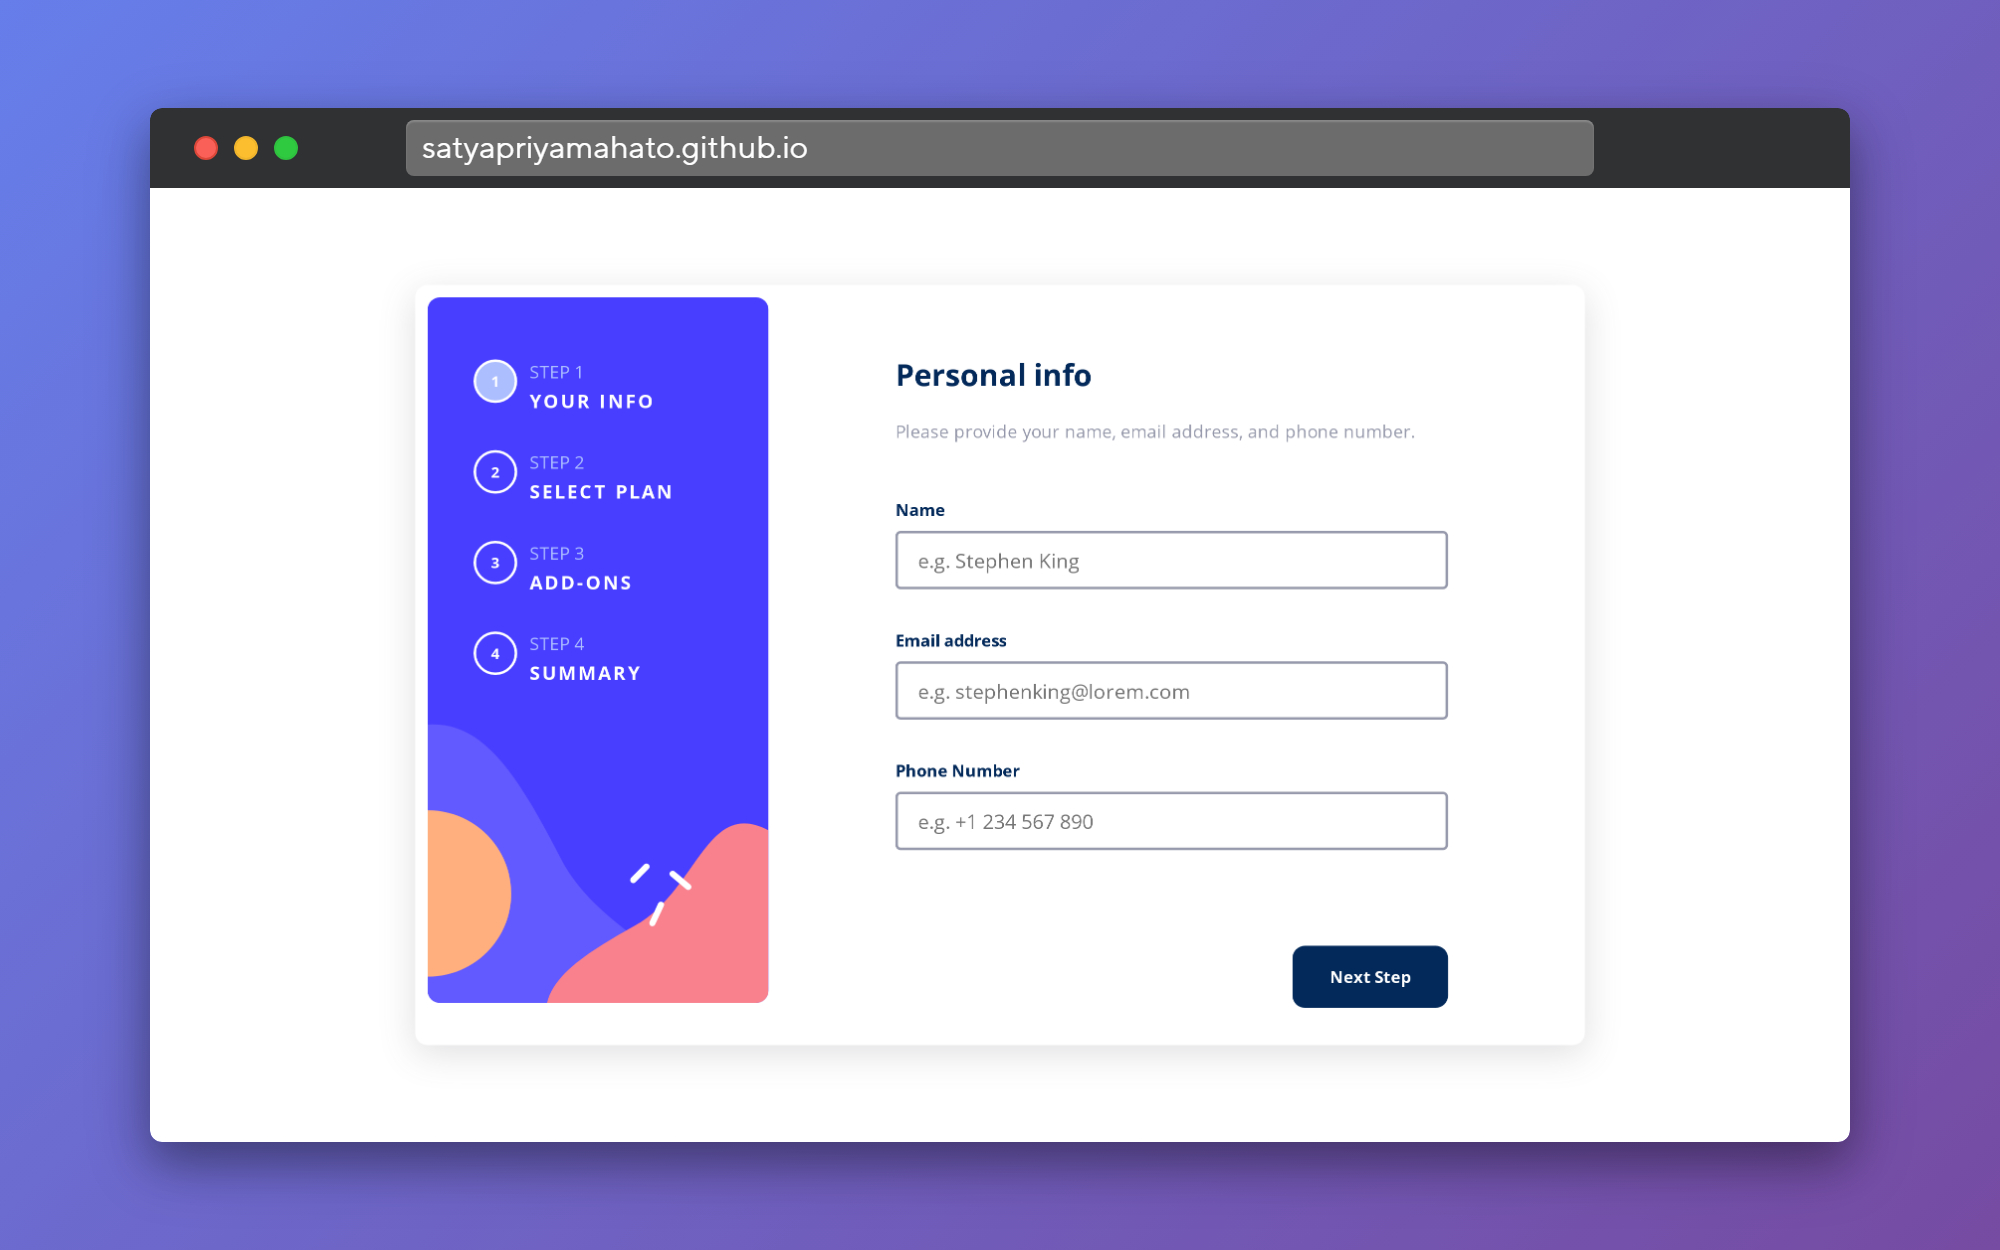 satyapriyamahato.github.io
1
STEP 1
YOUR INFO
2
STEP 2
SELECT PLAN
3
STEP 3
ADD-ONS
4
STEP 4
SUMMARY
Personal info
Please provide your name, email address, and phone number.
Name
e.g. Stephen King
Email address
e.g. stephenking@lorem.com
Phone Number
e.g. +1 234 567 890
Next Step